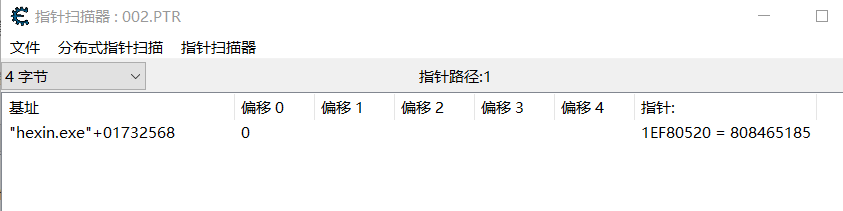 指针扫描器 : 002.PTR
文件 分布式指针扫描 指针扫描器
4 字节 指针路径:1
基址 偏移 0 偏移 1 偏移 2 偏移 3 偏移 4 指针:
"hexin.exe"+01732568 0 1EF80520 = 808465185